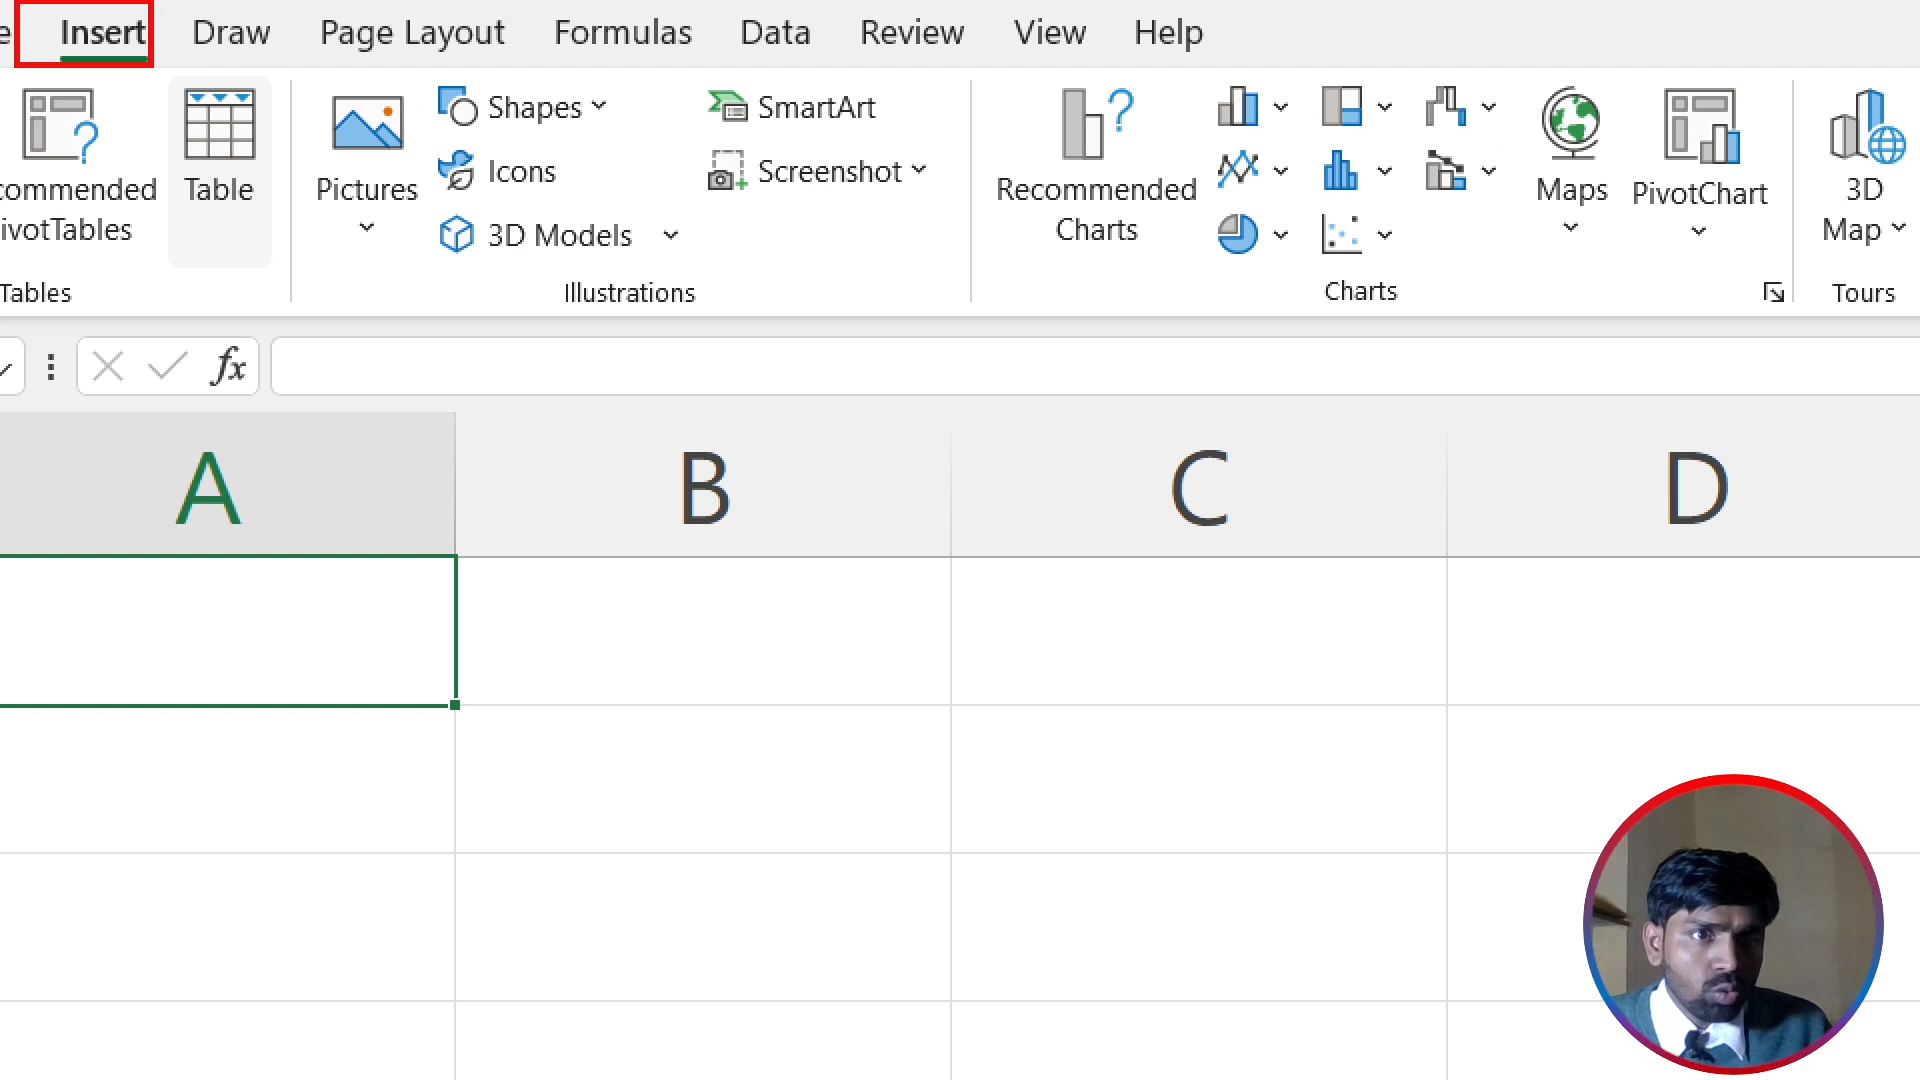 e Insert Draw Page Layout Formulas Data Review View Help
commended
ivotTables
Table
Tables
Pictures
Shapes
Icons
3D Models
SmartArt
Screenshot
Illustrations
Recommended
Charts
Maps
PivotChart
Charts
3D
Map
Tours
fx
A B C D